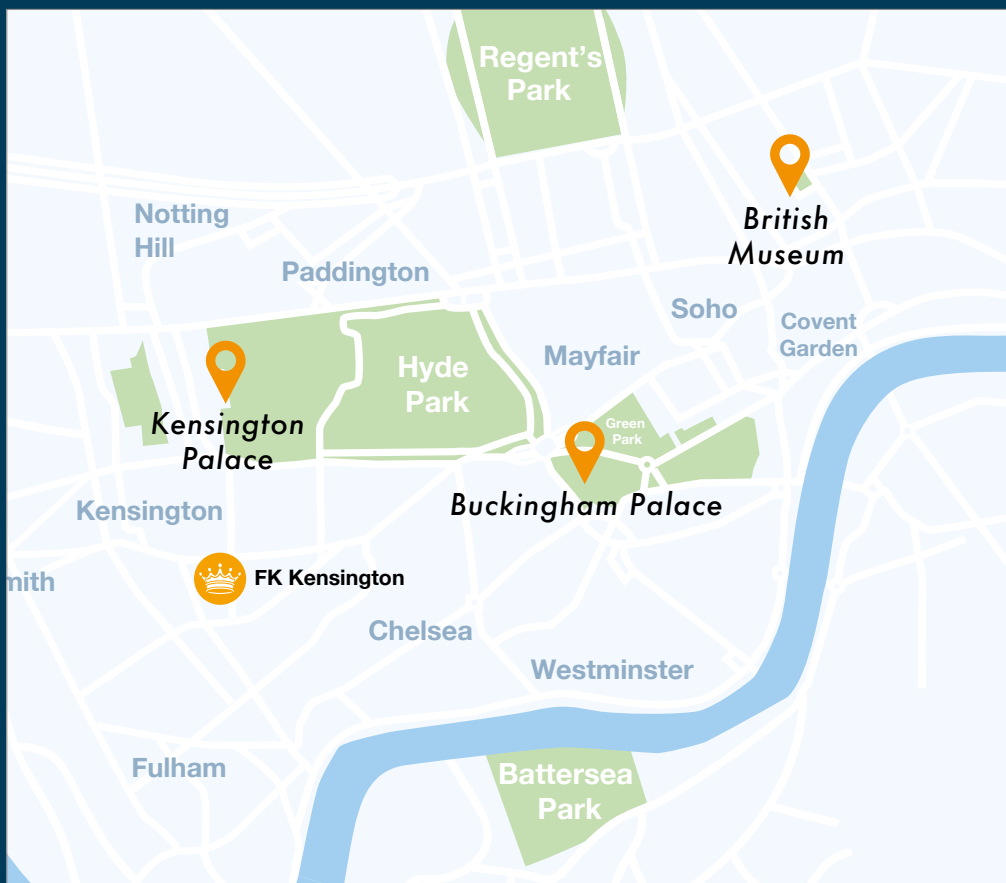 Regent's
Park
British
Museum
Notting
Hill
Paddington
Soho
Covent
Garden
Mayfair
Hyde
Park
Kensington
Palace
Green
Park
Buckingham Palace
Kensington
FK Kensington
mith
Chelsea
Westminster
Fulham
Battersea
Park